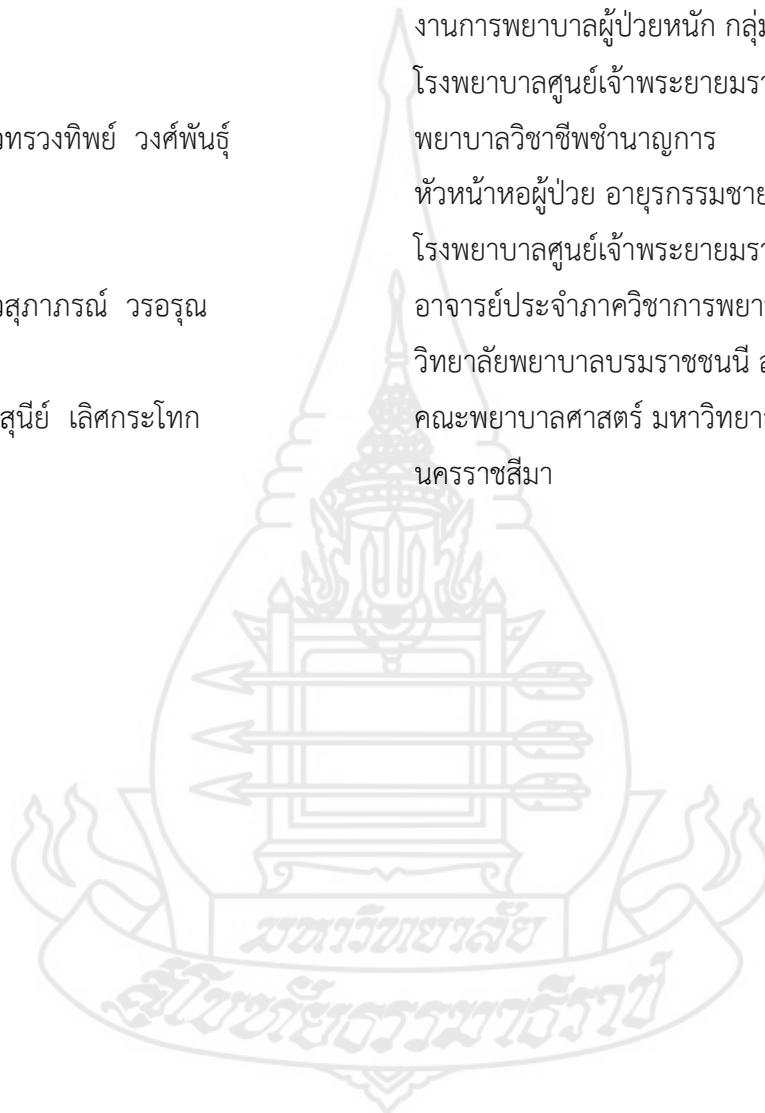 งานการพยาบาลผู้ป่วยหนัก
โรงพยาบาลศูนย์เจ้าพระยายมรา
วงทิพย์ วงศ์พันธุ์ พยาบาลวิชาชีพชำนาญการ
หัวหน้าหอผู้ป่วย อายุรกรรมชาย
โรงพยาบาลศูนย์เจ้าพระยายมรา
สุภาภรณ์ วรอรุณ อาจารย์ประจำภาควิชาการพยา
วิทยาลัยพยาบาลบรมราชชนนี
สุนีย์ เลิศกระโทก คณะพยาบาลศาสตร์ มหาวิทยา
นครราชสีมา
มหาวิทยาลัย
สุโขทัยธรรมาธิราช